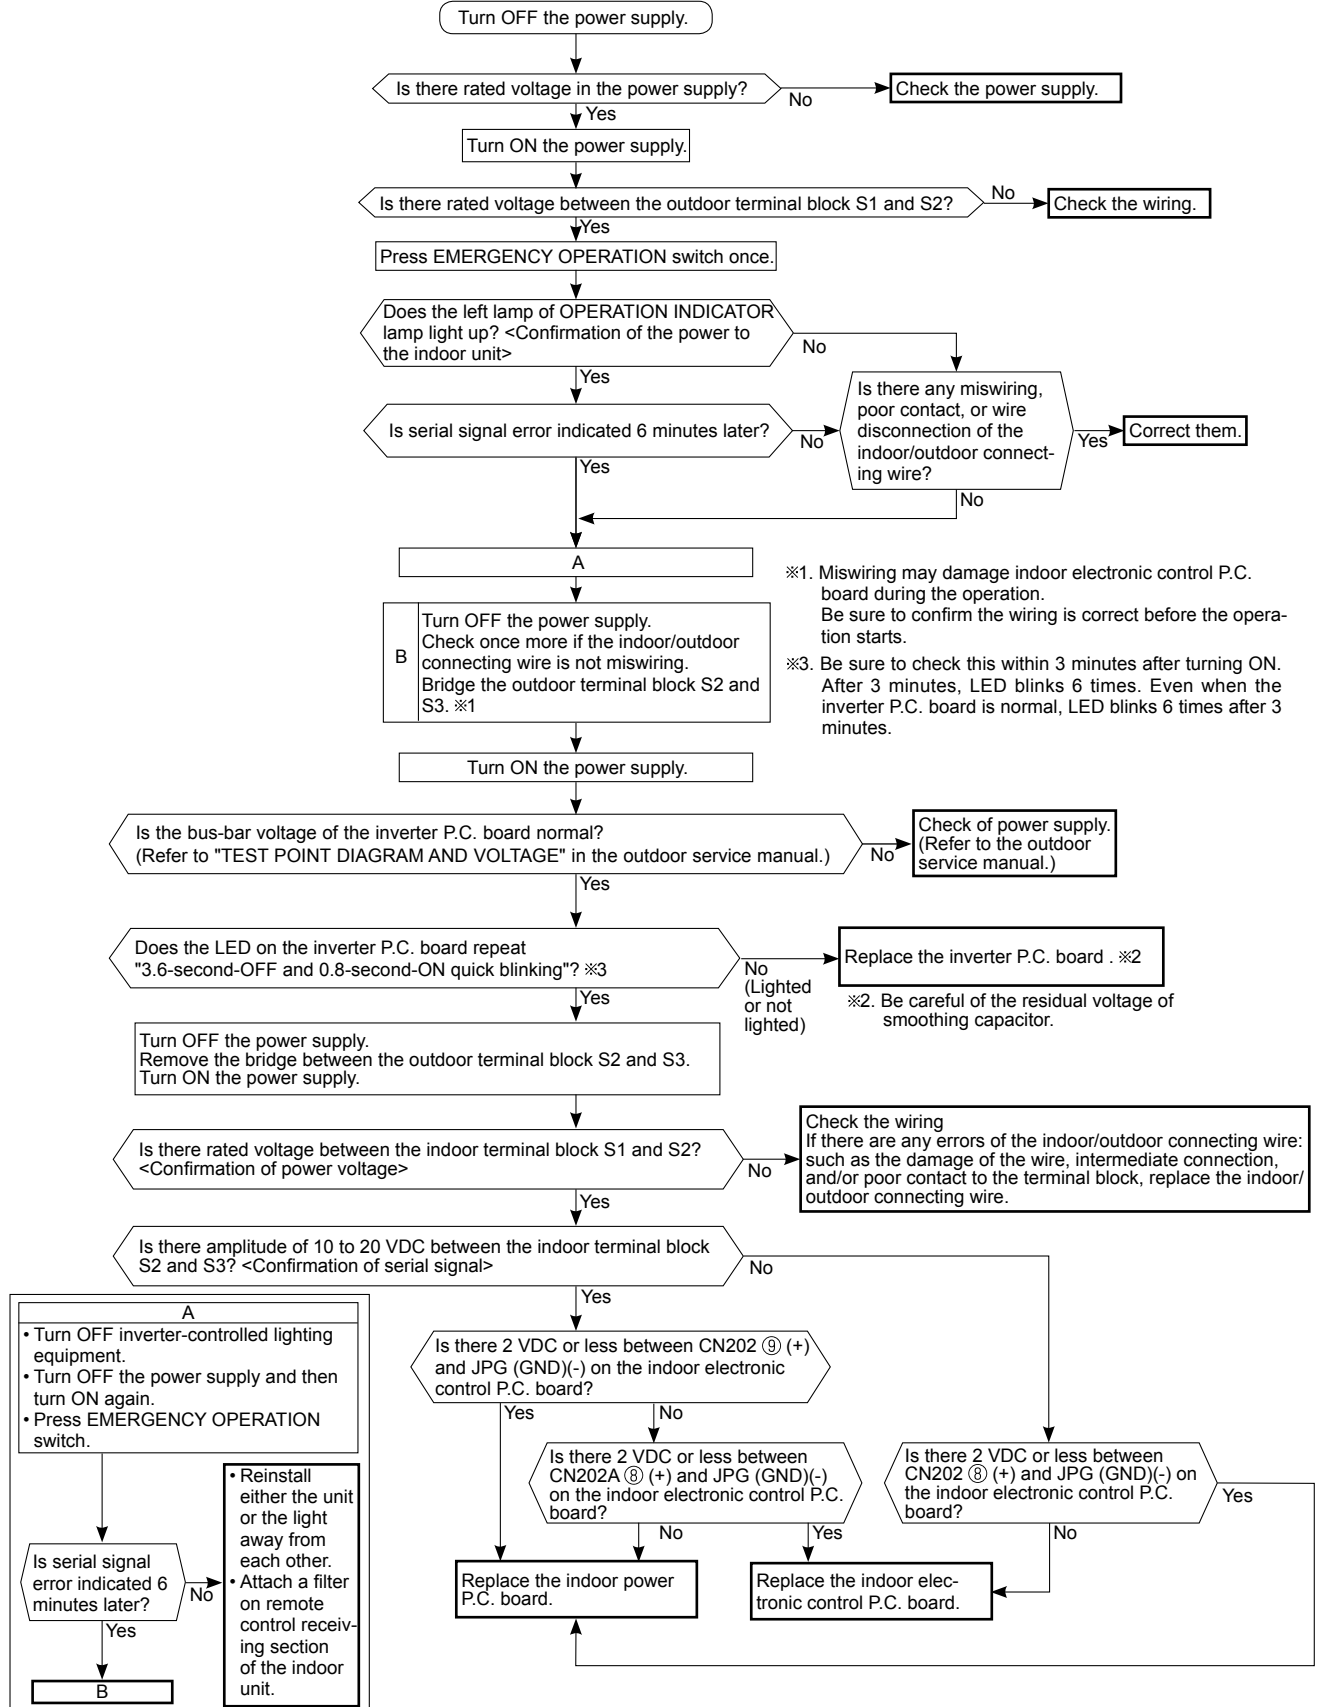 Turn OFF the power supply.
Is there rated voltage in the power supply?
No
Check the power supply.
Yes
Turn ON the power supply.
Is there rated voltage between the outdoor terminal block S1 and S2?
No
Check the wiring.
Yes
Press EMERGENCY OPERATION switch once.
Does the left lamp of OPERATION INDICATOR
lamp light up? <Confirmation of the power to
the indoor unit>
No
Yes
Is there any miswiring,
poor contact, or wire
disconnection of the
indoor/outdoor connect-
ing wire?
Is serial signal error indicated 6 minutes later?
No
Yes
Correct them.
Yes
No
A
B
Turn OFF the power supply.
Check once more if the indoor/outdoor
connecting wire is not miswiring.
Bridge the outdoor terminal block S2 and
S3. ※1
※1. Miswiring may damage indoor electronic control P.C.
board during the operation.
Be sure to confirm the wiring is correct before the opera-
tion starts.
※3. Be sure to check this within 3 minutes after turning ON.
After 3 minutes, LED blinks 6 times. Even when the
inverter P.C. board is normal, LED blinks 6 times after 3
minutes.
Turn ON the power supply.
Is the bus-bar voltage of the inverter P.C. board normal?
(Refer to "TEST POINT DIAGRAM AND VOLTAGE" in the outdoor service manual.)
No
Check of power supply.
(Refer to the outdoor
service manual.)
Yes
Does the LED on the inverter P.C. board repeat
"3.6-second-OFF and 0.8-second-ON quick blinking"? ※3
No
(Lighted
or not
lighted)
Replace the inverter P.C. board . ※2
※2. Be careful of the residual voltage of
smoothing capacitor.
Yes
Turn OFF the power supply.
Remove the bridge between the outdoor terminal block S2 and S3.
Turn ON the power supply.
Is there rated voltage between the indoor terminal block S1 and S2?
<Confirmation of power voltage>
No
Check the wiring
If there are any errors of the indoor/outdoor connecting wire:
such as the damage of the wire, intermediate connection,
and/or poor contact to the terminal block, replace the indoor/
outdoor connecting wire.
Yes
Is there amplitude of 10 to 20 VDC between the indoor terminal block
S2 and S3? <Confirmation of serial signal>
No
Yes
Is there 2 VDC or less between CN202 ⑨ (+)
and JPG (GND)(-) on the indoor electronic
control P.C. board?
Yes
No
Is there 2 VDC or less between
CN202A ⑧ (+) and JPG (GND)(-)
on the indoor electronic control P.C.
board?
No
Yes
Is there 2 VDC or less between
CN202 ⑧ (+) and JPG (GND)(-) on
the indoor electronic control P.C.
board?
Yes
No
Replace the indoor power
P.C. board.
Replace the indoor elec-
tronic control P.C. board.
A
• Turn OFF inverter-controlled lighting
equipment.
• Turn OFF the power supply and then
turn ON again.
• Press EMERGENCY OPERATION
switch.
Is serial signal
error indicated 6
minutes later?
No
Yes
B
• Reinstall
either the unit
or the light
away from
each other.
• Attach a filter
on remote
control receiv-
ing section
of the indoor
unit.